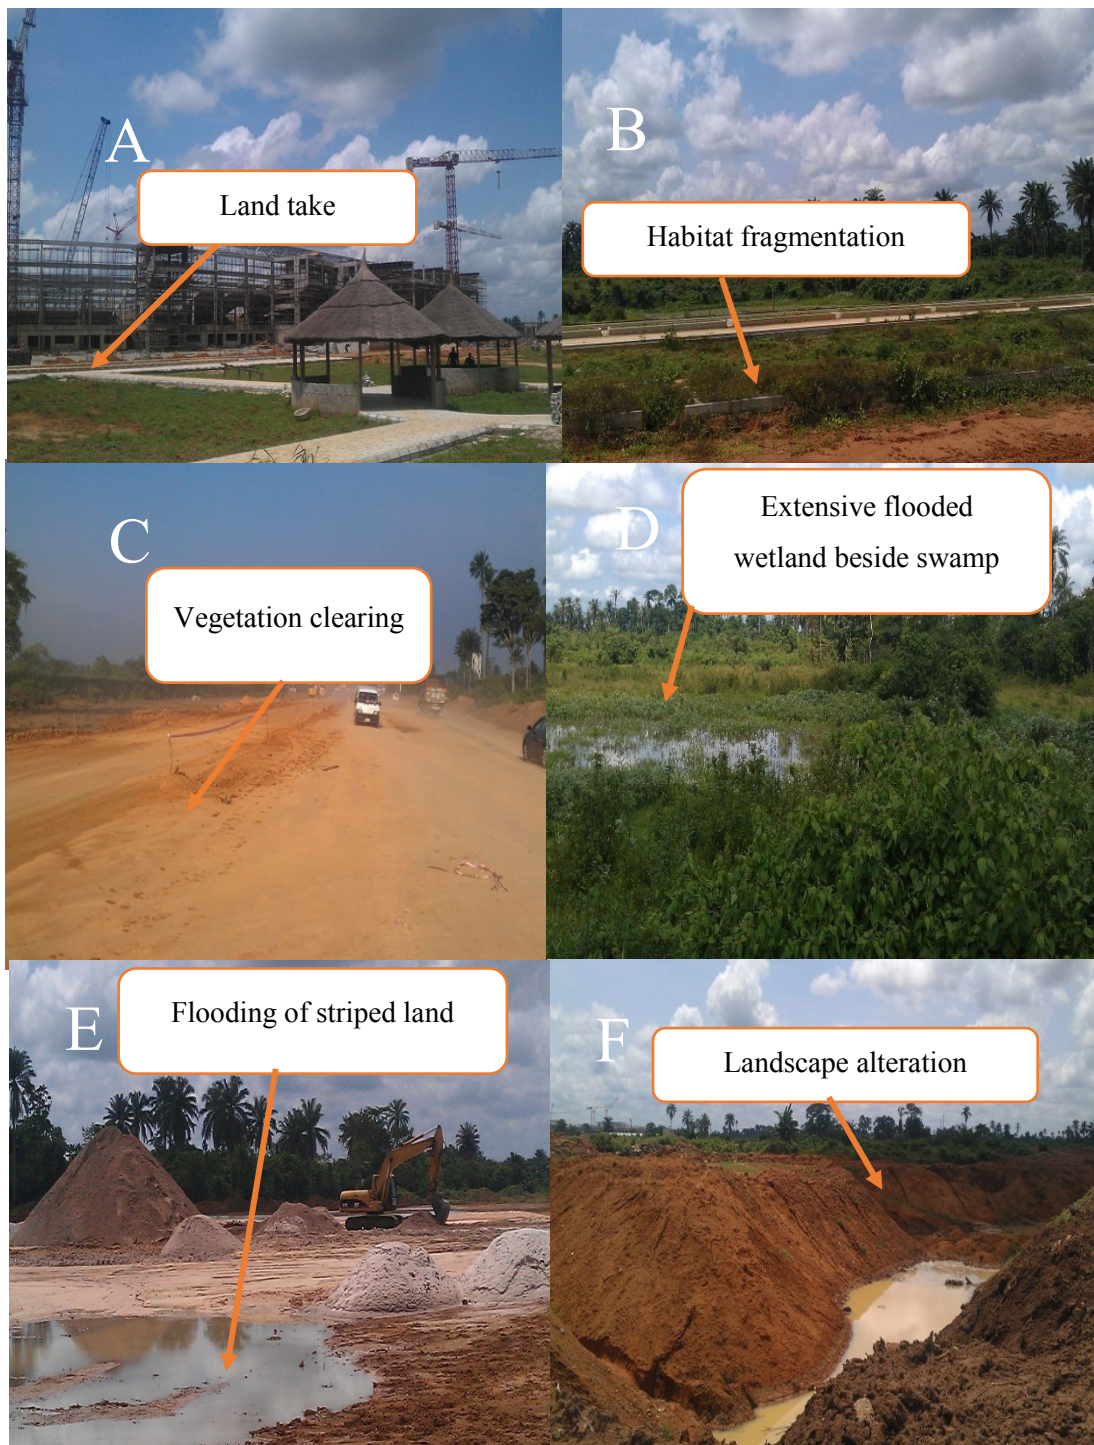 A
Land take
B
Habitat fragmentation
C
Vegetation clearing
D
Extensive flooded
wetland beside swamp
E
Flooding of striped land
F
Landscape alteration